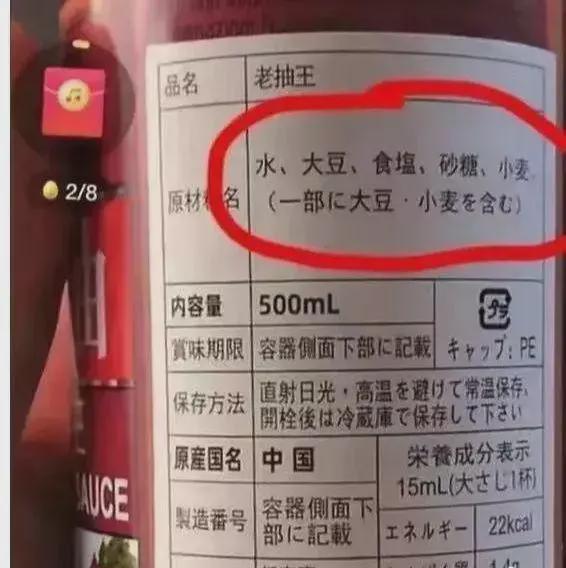 品名 老抽王
原材料名 水、大豆、食塩、砂糖、小麦、
(一部に大豆・小麦を含む)
内容量 500mL
プラ
賞味期限 容器側面下部に記載 キャップ:PE
保存方法 直射日光・高温を避けて常温保存、
開栓後は冷蔵庫で保存して下さい
原産国名 中国
栄養成分表示
15mL(大さじ1杯)
製造番号 容器側面下
部に記載
エネルギー 22kcal
2/8
AUCE